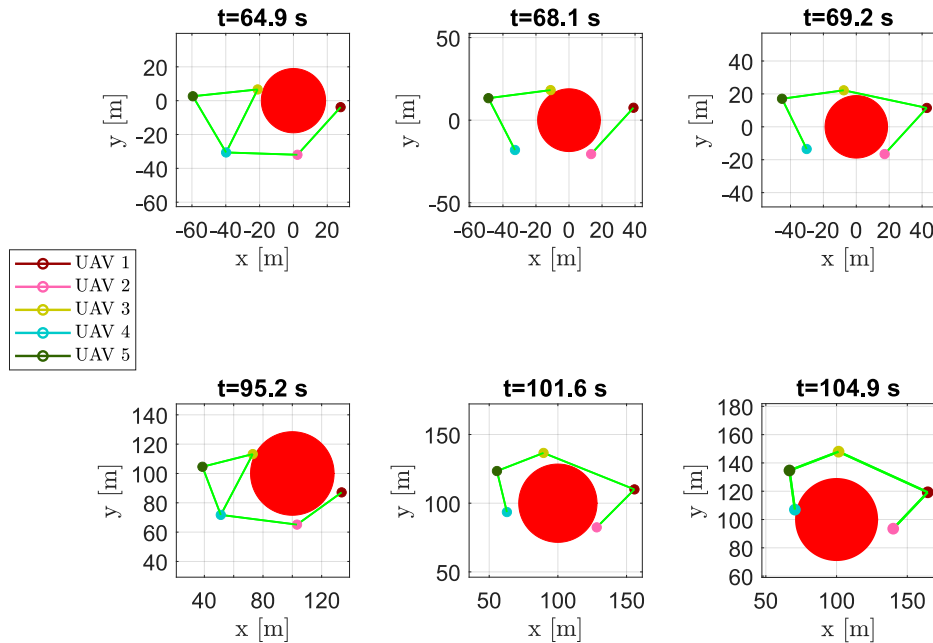 t=64.9 s
t=68.1 s
t=69.2 s
20
0
-20
-40
-60
y [m]
-60 -40 -20 0 20
x [m]
50
0
-50
y [m]
-60 -40 -20 0 20 40
x [m]
40
20
0
-20
-40
y [m]
-60 -40 -20 0 20 40
x [m]
UAV 1
UAV 2
UAV 3
UAV 4
UAV 5
t=95.2 s
t=101.6 s
t=104.9 s
140
120
100
80
60
40
y [m]
40 60 80 100 120
x [m]
150
100
50
y [m]
50 100 150
x [m]
180
160
140
120
100
80
60
y [m]
50 100 150
x [m]